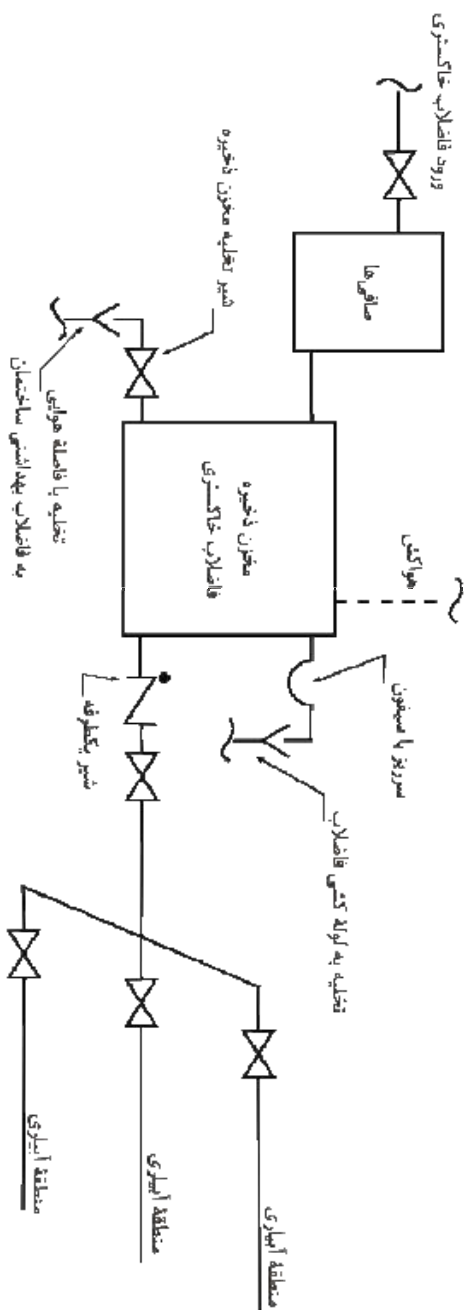 ورود فاضلاب خاکستری
صافی‌ها
شیر تخلیه مخزن ذخیره
تخلیه با فاصلهٔ هوایی
به فاضلاب بهداشتی ساختمان
مخزن ذخیره
فاضلاب خاکستری
هواکش
سرریز با سیفون
تخلیه به لولهٔ کشی فاضلاب
شیر یکطرفه
منطقهٔ آبیاری
منطقهٔ آبیاری
منطقهٔ آبیاری